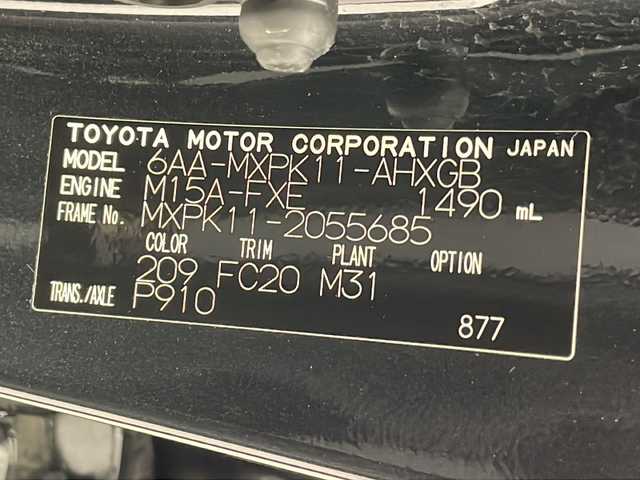 TOYOTA MOTOR CORPORATION JAPAN
MODEL 6AA-MXPK11-AHXGB
ENGINE M15A-FXE 1490 mL
FRAME No. MXPK11-2055685
COLOR TRIM PLANT OPTION
209 FC20 M31
TRANS./AXLE P910
877